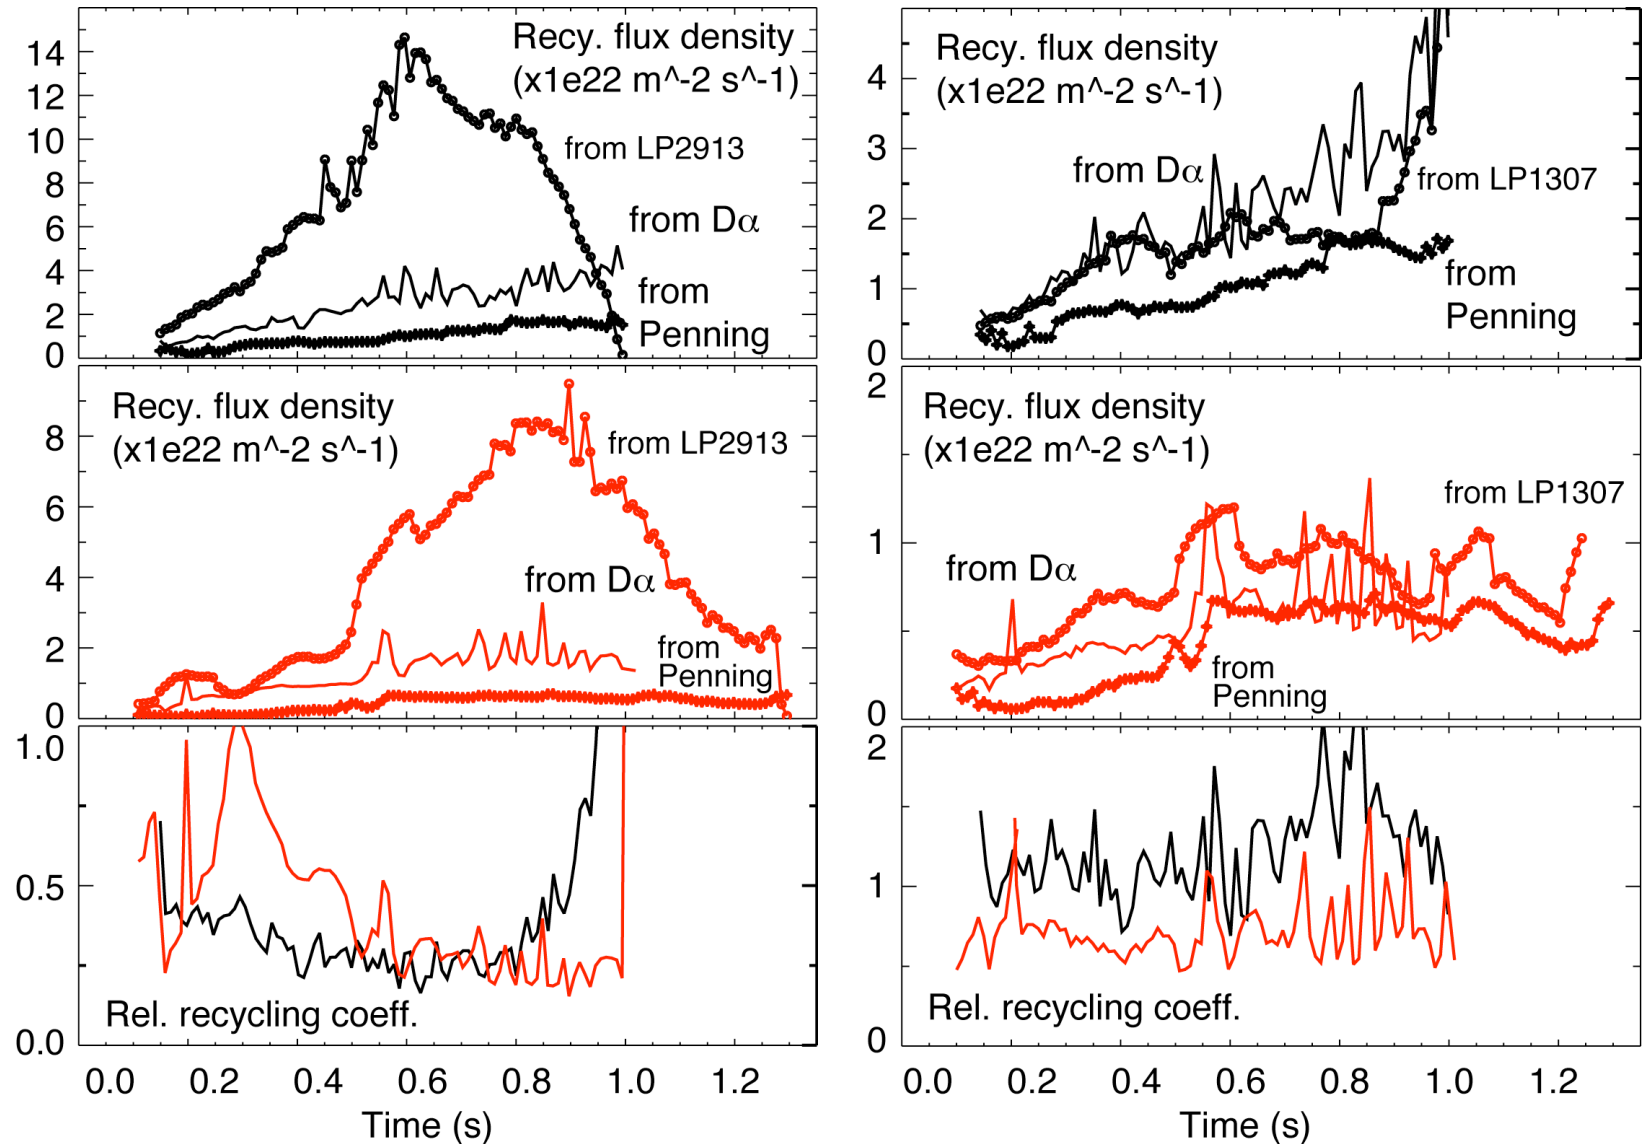 Recy. flux density
(x1e22 m^-2 s^-1)
from LP2913
from Dα
from
Penning
14
12
10
8
6
4
2
0
Recy. flux density
(x1e22 m^-2 s^-1)
from Dα
from LP1307
from
Penning
4
3
2
1
0
Recy. flux density
(x1e22 m^-2 s^-1)
from LP2913
from Dα
from
Penning
8
6
4
2
0
Recy. flux density
(x1e22 m^-2 s^-1)
from LP1307
from Dα
from
Penning
2
1
0
1.0
0.5
0.0
Rel. recycling coeff.
0.0 0.2 0.4 0.6 0.8 1.0 1.2
Time (s)
2
1
0
Rel. recycling coeff.
0.0 0.2 0.4 0.6 0.8 1.0 1.2
Time (s)